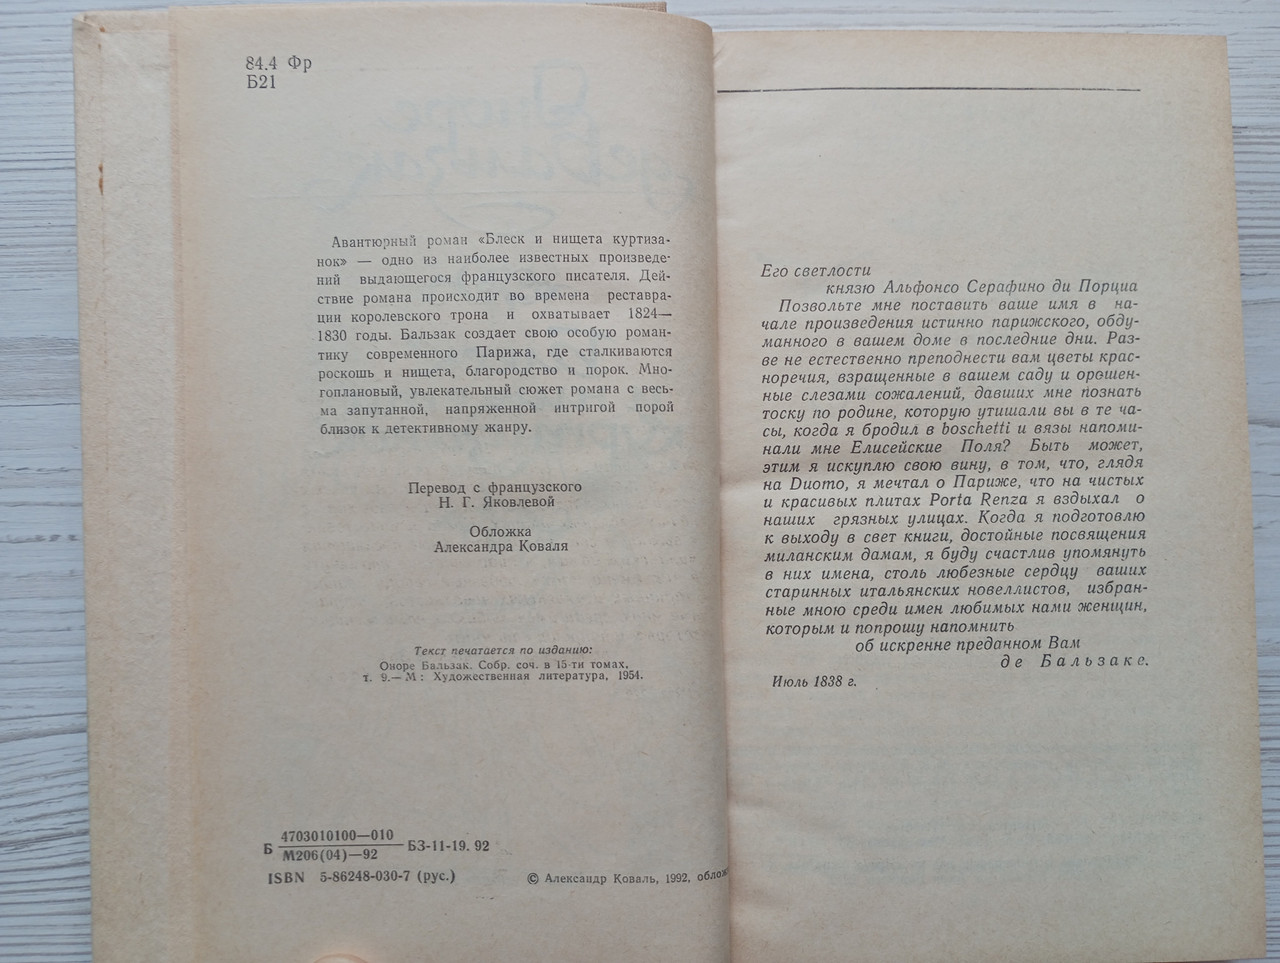 84.4 Фр
Б21
Авантюрный роман «Блеск и нищета куртиза-
нок» — одно из наиболее известных произведе-
ний выдающегося французского писателя. Дей-
ствие романа происходит во времена реставра-
ции королевского трона и охватывает 1824—
1830 годы. Бальзак создает свою особую роман-
тику современного Парижа, где сталкиваются
роскошь и нищета, благородство и порок. Мно-
гоплановый, увлекательный сюжет романа с весь-
ма запутанной, напряженной интригой порой
близок к детективному жанру.
Перевод с французского
Н. Г. Яковлевой
Обложка
Александра Коваля
Текст печатается по изданию:
Оноре Бальзак. Собр. соч. в 15-ти томах,
т. 9.— М: Художественная литература, 1954.
Б 4703010100—010
М206(04)—92 БЗ-11-19. 92
ISBN 5-86248-030-7 (рус.)
© Александр Коваль, 1992, облож
Его светлости
князю Альфонсо Серафино ди Порциа
Позвольте мне поставить ваше имя в на-
чале произведения истинно парижского, обду-
манного в вашем доме в последние дни. Раз-
ве не естественно преподнести вам цветы крас-
норечия, взращенные в вашем саду и орошен-
ные слезами сожалений, давших мне познать
тоску по родине, которую утишали вы в те ча-
сы, когда я бродил в boschetti и вязы напоми-
нали мне Елисейские Поля? Быть может,
этим я искуплю свою вину, в том, что, глядя
на Duomo, я мечтал о Париже, что на чистых
и красивых плитах Porta Renza я вздыхал о
наших грязных улицах. Когда я подготовлю
к выходу в свет книги, достойные посвящения
миланским дамам, я буду счастлив упомянуть
в них имена, столь любезные сердцу ваших
старинных итальянских новеллистов, избран-
ные мною среди имен любимых нами женщин,
которым и попрошу напомнить
об искренне преданном Вам
де Бальзаке.
Июль 1838 г.